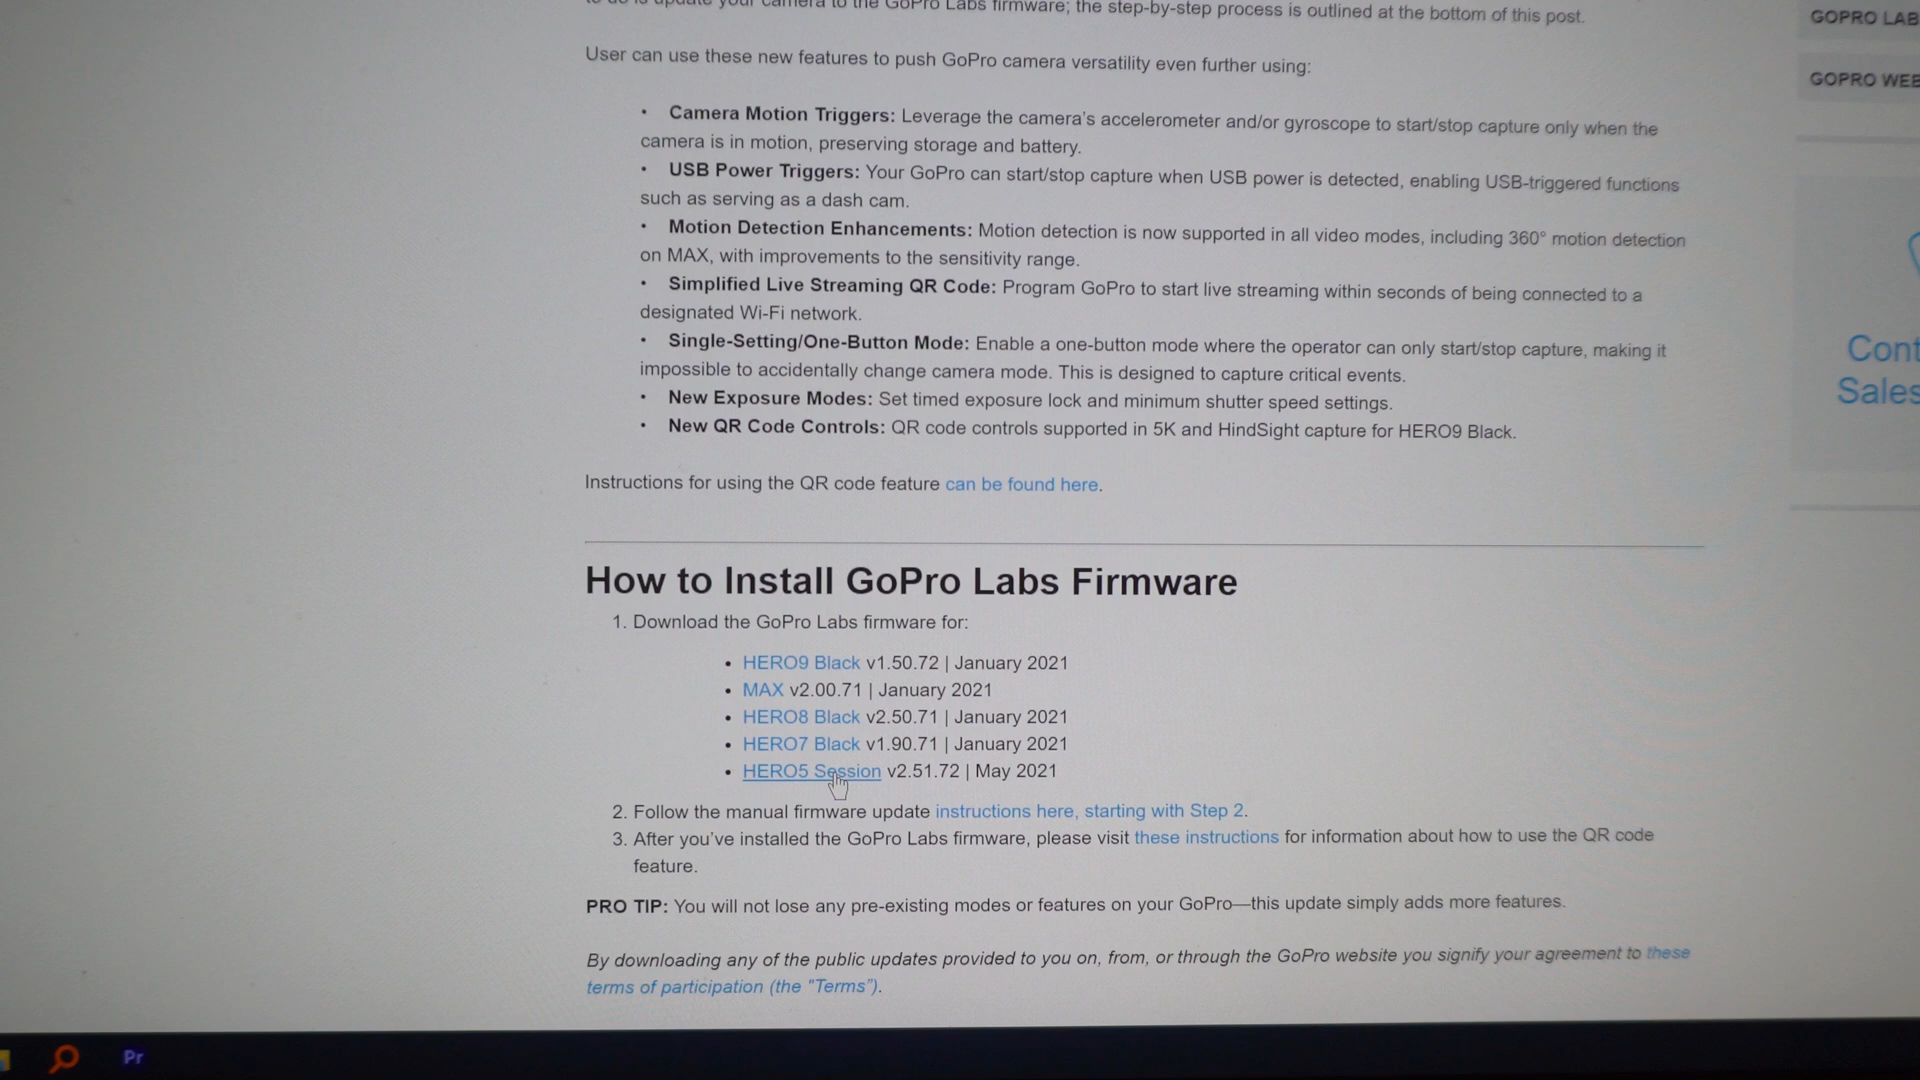 to do is update your camera to the GoPro Labs firmware; the step-by-step process is outlined at the bottom of this post.
User can use these new features to push GoPro camera versatility even further using:
• Camera Motion Triggers: Leverage the camera's accelerometer and/or gyroscope to start/stop capture only when the
camera is in motion, preserving storage and battery.
• USB Power Triggers: Your GoPro can start/stop capture when USB power is detected, enabling USB-triggered functions
such as serving as a dash cam.
• Motion Detection Enhancements: Motion detection is now supported in all video modes, including 360° motion detection
on MAX, with improvements to the sensitivity range.
• Simplified Live Streaming QR Code: Program GoPro to start live streaming within seconds of being connected to a
designated Wi-Fi network.
• Single-Setting/One-Button Mode: Enable a one-button mode where the operator can only start/stop capture, making it
impossible to accidentally change camera mode. This is designed to capture critical events.
• New Exposure Modes: Set timed exposure lock and minimum shutter speed settings.
• New QR Code Controls: QR code controls supported in 5K and HindSight capture for HERO9 Black.
Instructions for using the QR code feature can be found here.
How to Install GoPro Labs Firmware
1. Download the GoPro Labs firmware for:
• HERO9 Black v1.50.72 | January 2021
• MAX v2.00.71 | January 2021
• HERO8 Black v2.50.71 | January 2021
• HERO7 Black v1.90.71 | January 2021
• HERO5 Session v2.51.72 | May 2021
2. Follow the manual firmware update instructions here, starting with Step 2.
3. After you've installed the GoPro Labs firmware, please visit these instructions for information about how to use the QR code
feature.
PRO TIP: You will not lose any pre-existing modes or features on your GoPro—this update simply adds more features.
By downloading any of the public updates provided to you on, from, or through the GoPro website you signify your agreement to these
terms of participation (the "Terms").
GOPRO LAB
GOPRO WEB
Cont
Sales
Pr